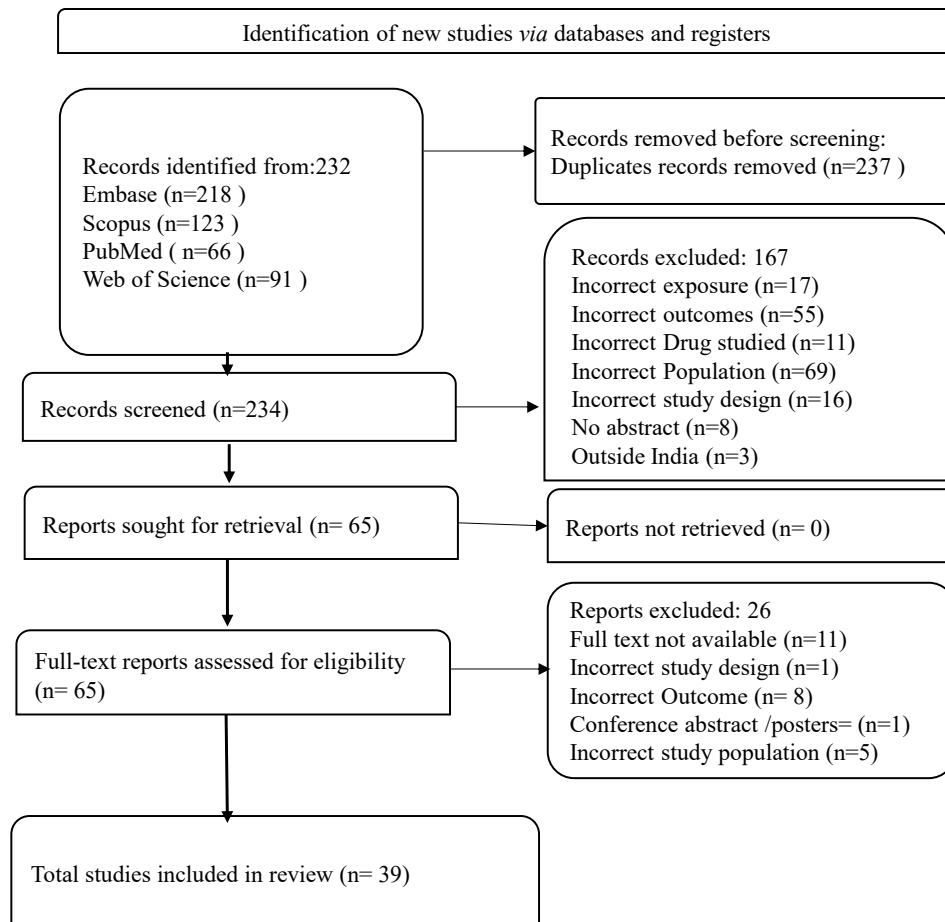 Identification of new studies via databases and registers
Records identified from:232
Embase (n=218 )
Scopus (n=123 )
PubMed ( n=66 )
Web of Science (n=91 )
Records removed before screening:
Duplicates records removed (n=237 )
Records screened (n=234)
Records excluded: 167
Incorrect exposure (n=17)
Incorrect outcomes (n=55)
Incorrect Drug studied (n=11)
Incorrect Population (n=69)
Incorrect study design (n=16)
No abstract (n=8)
Outside India (n=3)
Reports sought for retrieval (n= 65)
Reports not retrieved (n= 0)
Full-text reports assessed for eligibility
(n= 65)
Reports excluded: 26
Full text not available (n=11)
Incorrect study design (n=1)
Incorrect Outcome (n= 8)
Conference abstract /posters= (n=1)
Incorrect study population (n=5)
Total studies included in review (n= 39)